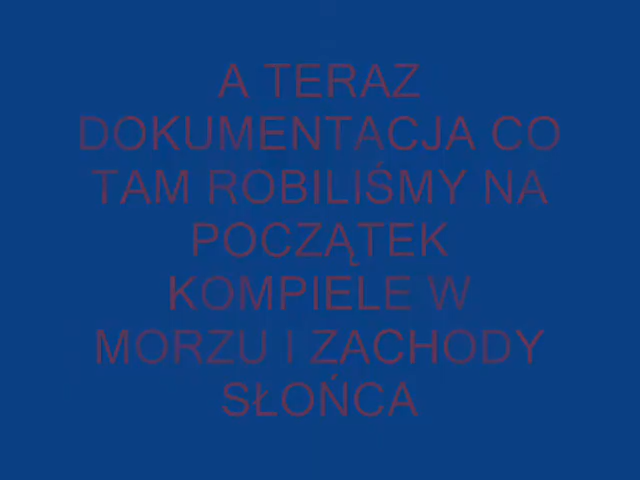 A TERAZ
DOKUMENTACJA CO
TAM ROBILIŚMY NA
POCZĄTEK
KOMPIELE W
MORZU I ZACHODY
SŁOŃCA